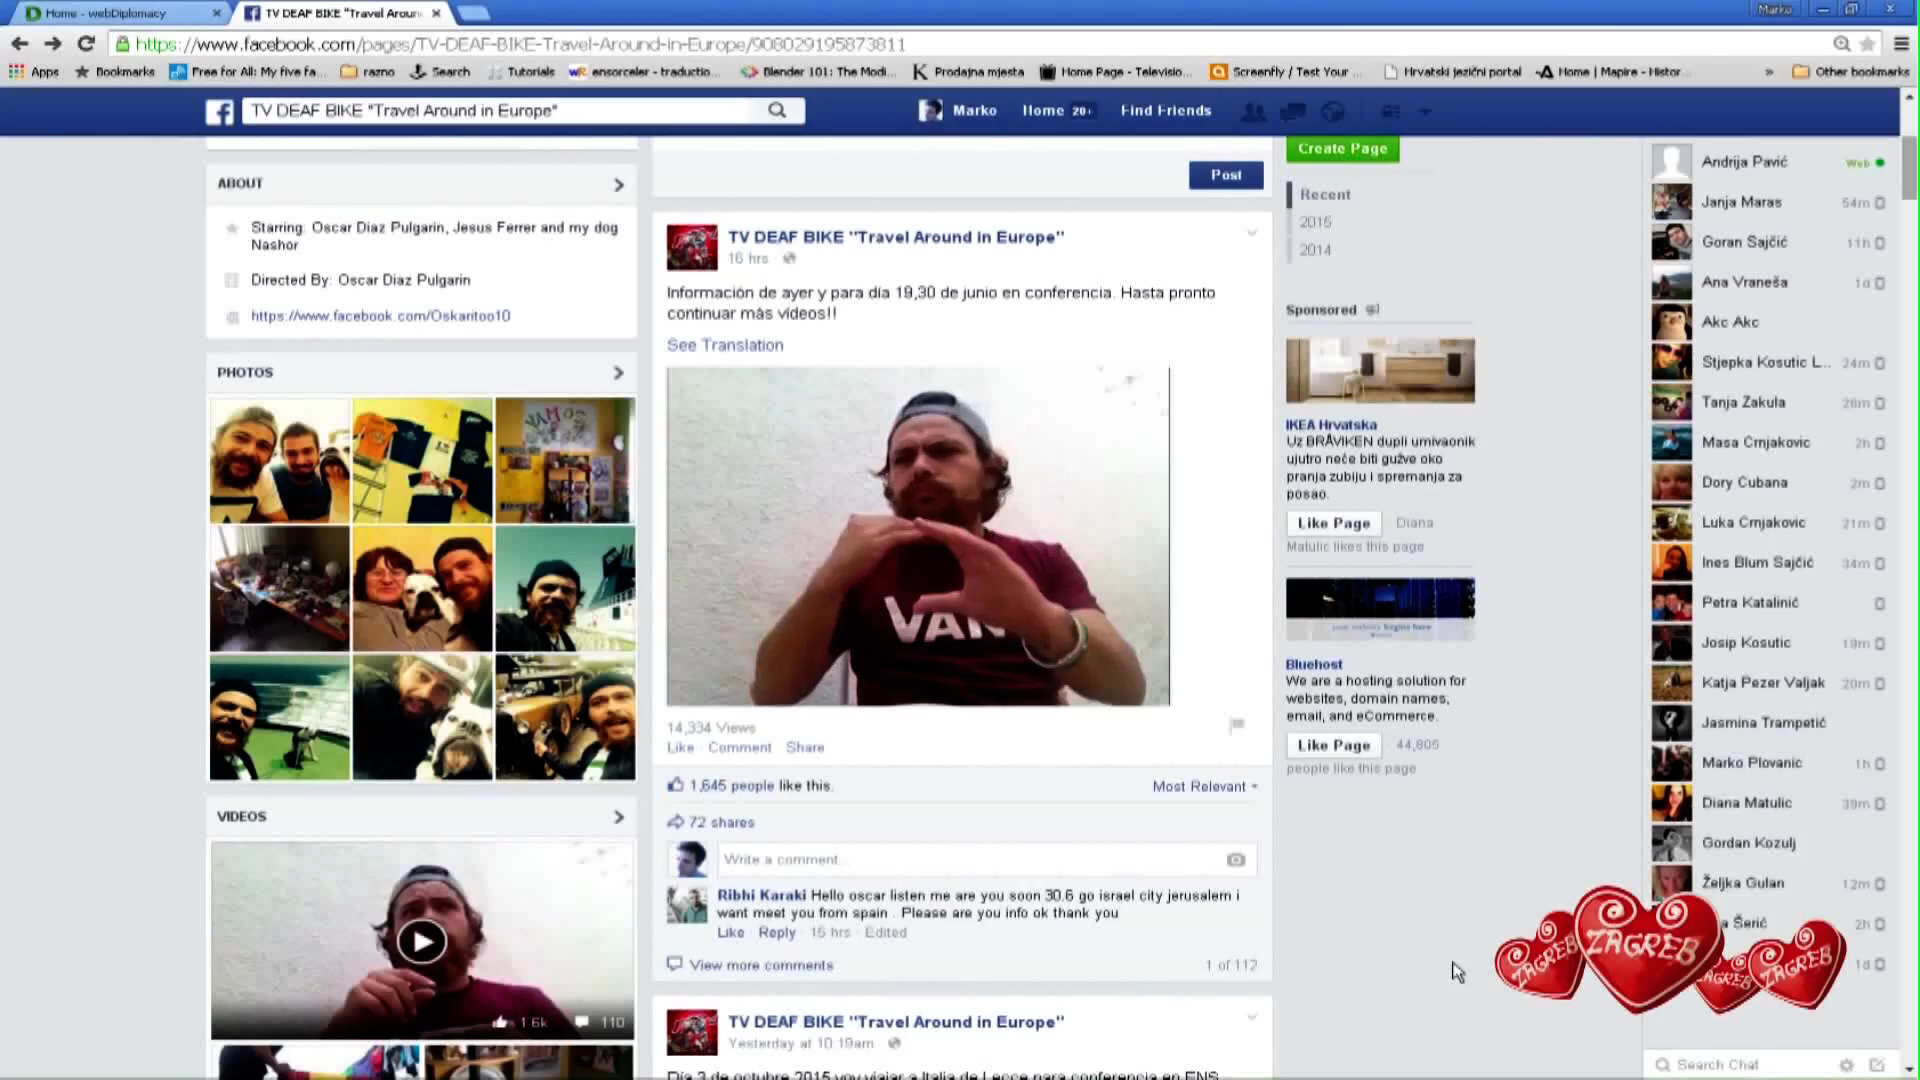 Home - webDiplomacy
TV DEAF BIKE "Travel Aroun
Marko
https://www.facebook.com/pages/TV-DEAF-BIKE-Travel-Around-in-Europe/908029195873811
Apps
Bookmarks
Free for All: My five fa...
razno
Search
Tutorials
ensorceler - traductio...
Blender 101: The Modi...
Prodajna mjesta
Home Page - Televisio...
Screenfly / Test Your ...
Hrvatski jezični portal
Home | Mapire - Histor...
»
Other bookmarks
TV DEAF BIKE "Travel Around in Europe"
Marko
Home 20+
Find Friends
ABOUT
Starring: Oscar Diaz Pulgarin, Jesus Ferrer and my dog
Nashor
Directed By: Oscar Diaz Pulgarin
https://www.facebook.com/Oskaritoo10
PHOTOS
VIDEOS
1.6k 110
Post
TV DEAF BIKE "Travel Around in Europe"
16 hrs ·
Información de ayer y para día 19,30 de junio en conferencia. Hasta pronto
continuar más vídeos!!
See Translation
VAN
14,334 Views
Like · Comment · Share
1,645 people like this.
Most Relevant
72 shares
Write a comment...
Ribhi Karaki Hello oscar listen me are you soon 30.6 go israel city jerusalem i
want meet you from spain . Please are you info ok thank you
Like · Reply · 15 hrs · Edited
View more comments
1 of 112
TV DEAF BIKE "Travel Around in Europe"
Yesterday at 10:19am ·
Día 3 de octubre 2015 voy viajar a Italia de Lecce para conferencia en ENS
Create Page
Recent
2015
2014
Sponsored
IKEA Hrvatska
Uz BRÅVIKEN dupli umivaonik
ujutro neće biti gužve oko
pranja zubiju i spremanja za
posao.
Like Page · Diana
Matulic likes this page
your website begins here
Bluehost
We are a hosting solution for
websites, domain names,
email, and eCommerce.
Like Page · 44,805
people like this page
Andrija Pavić Web
Janja Maras 54m
Goran Sajčić 11h
Ana Vraneša 1d
Akc Akc
Stjepka Kosutic L... 24m
Tanja Zakula 26m
Masa Crnjakovic 2h
Dory Cubana 2m
Luka Crnjakovic 21m
Ines Blum Sajčić 34m
Petra Katalinić
Josip Kosutic 19m
Katja Pezer Valjak 20m
Jasmina Trampetić
Marko Plovanic 1h
Diana Matulic 39m
Gordan Kozulj
Željka Gulan 12m
a Šerić 2h
1d
ZAGREB ZAGREB ZAGREB ZAGREB
Search Chat